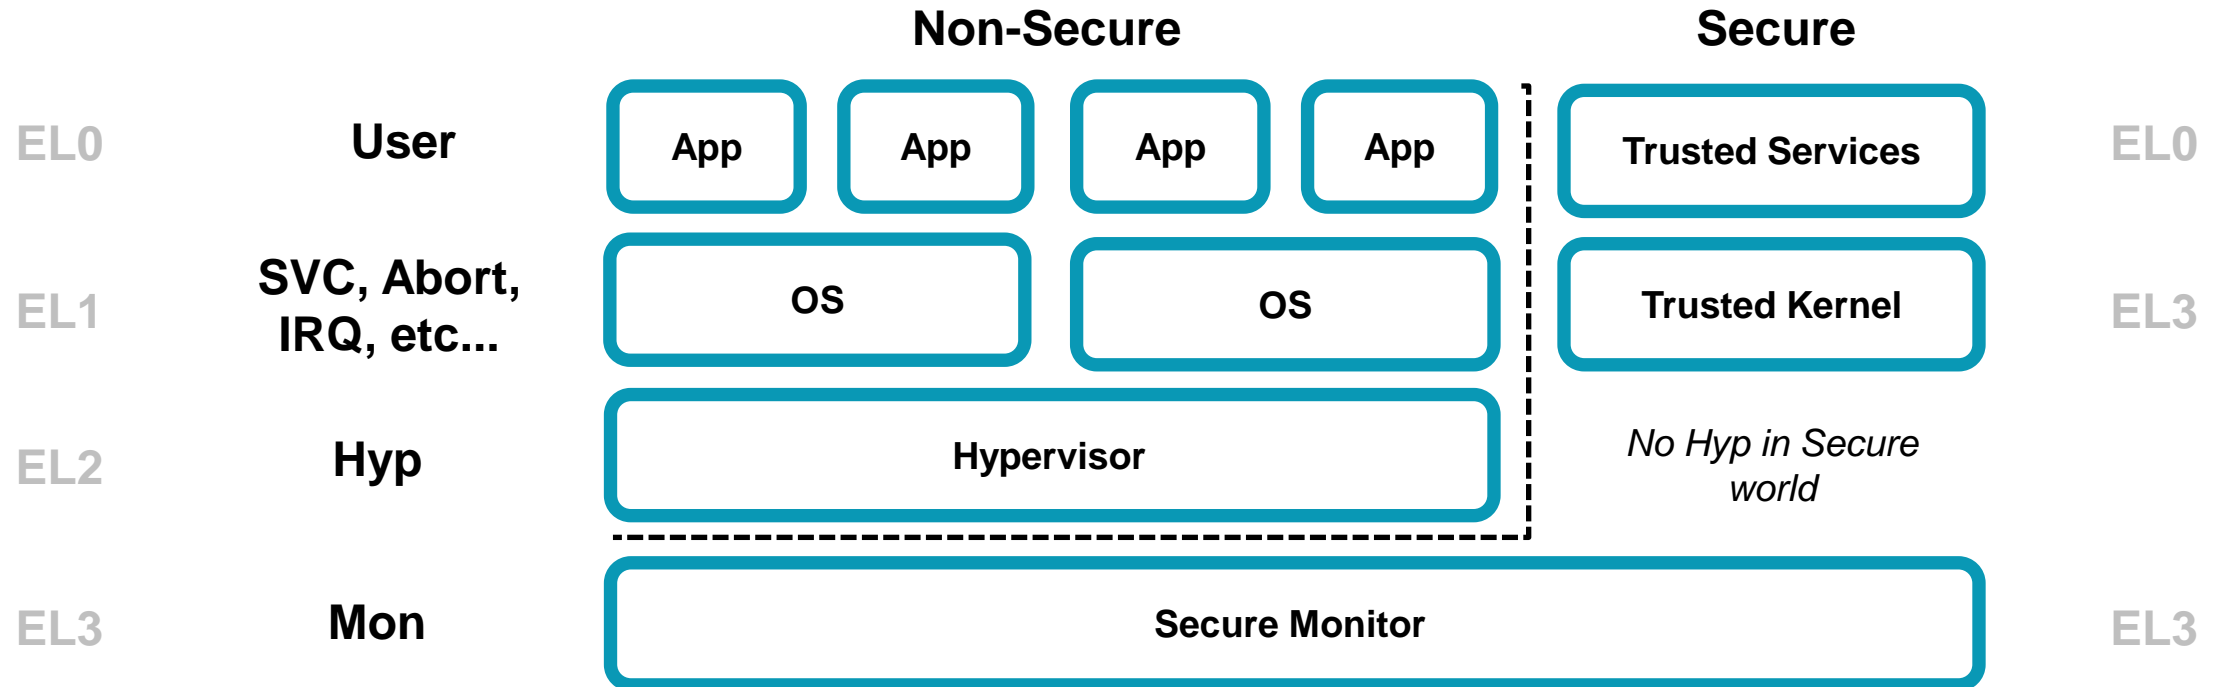 Non-Secure Secure
EL0 User App App App App Trusted Services EL0
SVC, Abort,
EL1 IRQ, etc... OS OS Trusted Kernel EL3
EL2 Hyp Hypervisor No Hyp in Secure
world
EL3 Mon Secure Monitor EL3